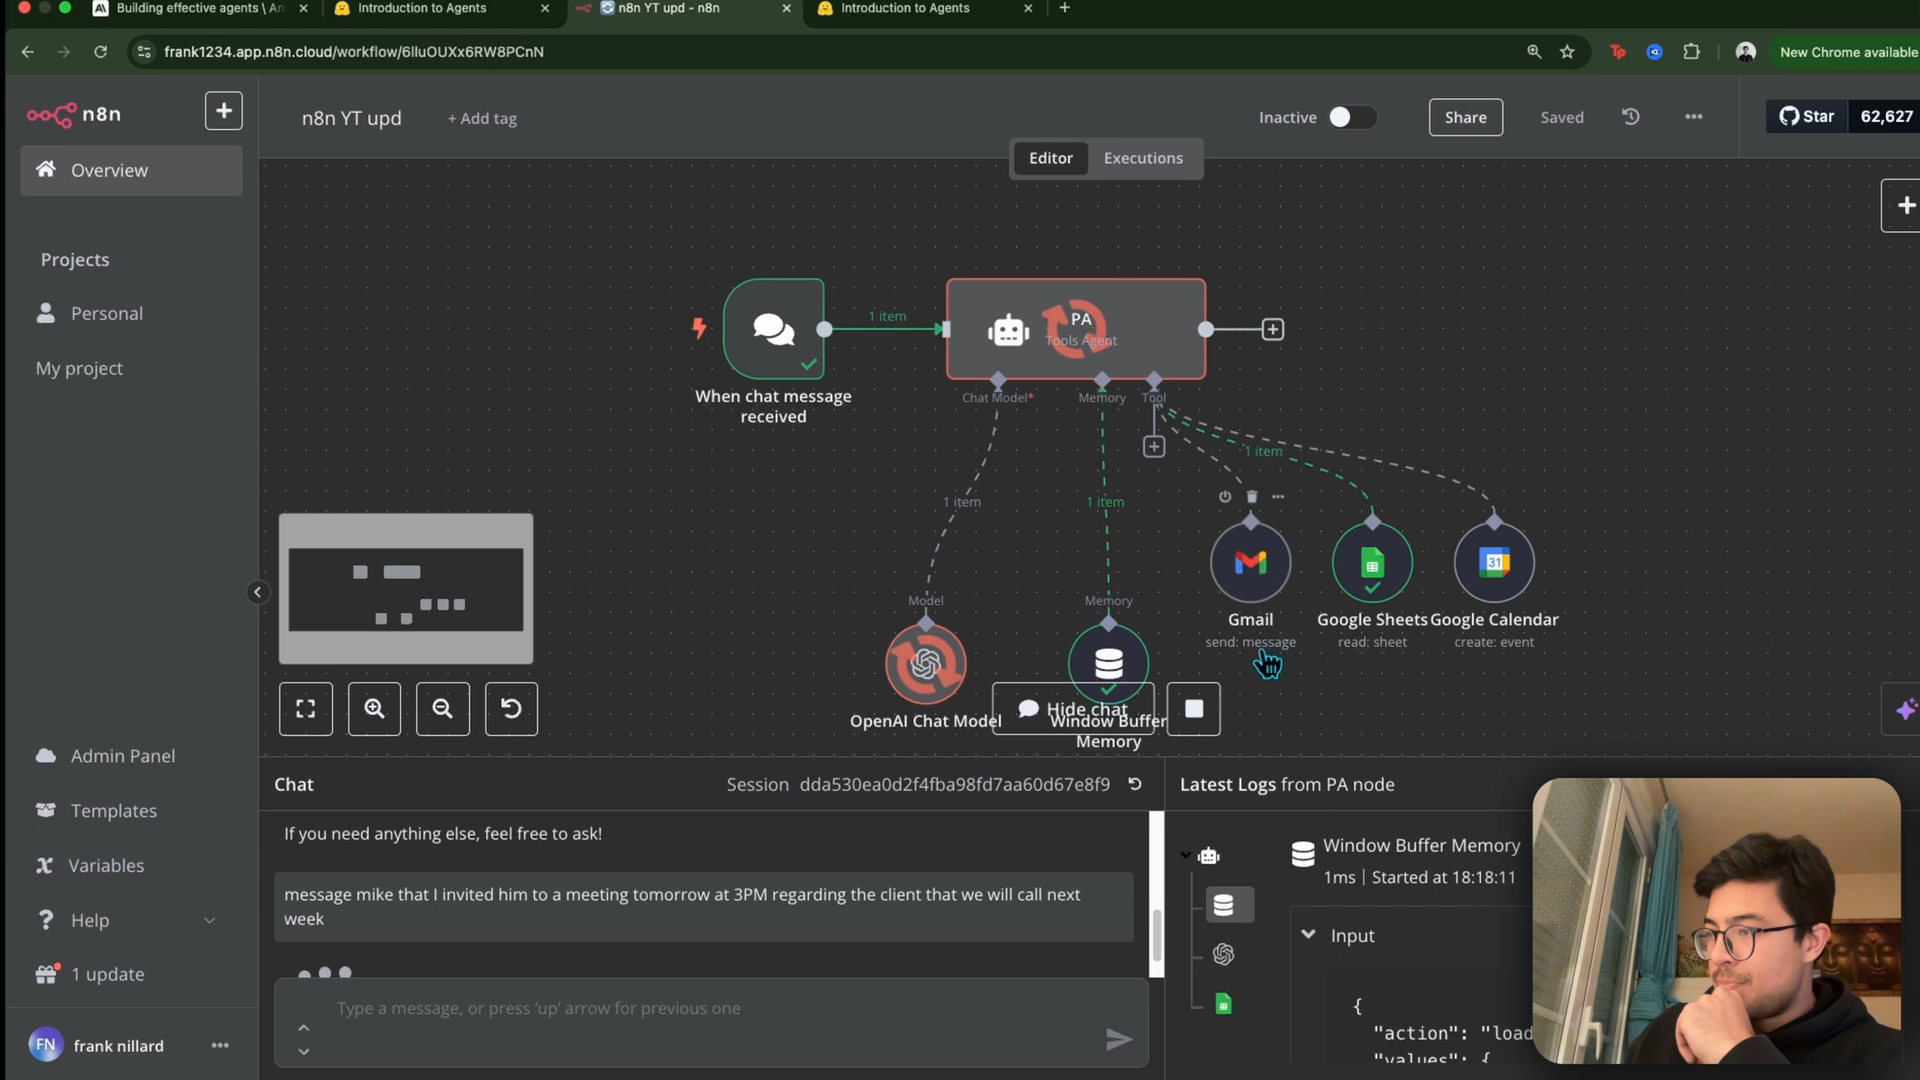 Building effective agents \ An
Introduction to Agents
n8n YT upd - n8n
Introduction to Agents
frank1234.app.n8n.cloud/workflow/6lluOUXx6RW8PCnN
New Chrome available
n8n
n8n YT upd
+ Add tag
Inactive
Share
Saved
Star
62,627
Editor
Executions
Overview
Projects
Personal
My project
1 item
PA
Tools Agent
When chat message
received
Chat Model*
Memory
Tool
1 item
1 item
1 item
Model
Memory
Gmail
send: message
Google Sheets
read: sheet
Google Calendar
create: event
31
Hide chat
OpenAI Chat Model
Window Buffer
Memory
Admin Panel
Templates
Variables
Help
1 update
FN
frank nillard
Chat
Session dda530ea0d2f4fba98fd7aa60d67e8f9
If you need anything else, feel free to ask!
message mike that I invited him to a meeting tomorrow at 3PM regarding the client that we will call next
week
Type a message, or press ‘up’ arrow for previous one
Latest Logs from PA node
Window Buffer Memory
1ms | Started at 18:18:11
Input
{
"action": "load
"values": {